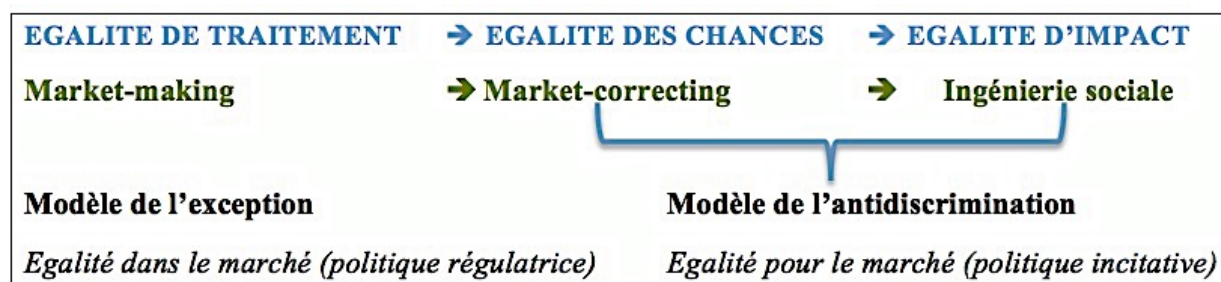 EGALITE DE TRAITEMENT ➔ EGALITE DES CHANCES ➔ EGALITE D’IMPACT
Market-making ➔ Market-correcting ➔ Ingénierie sociale
Modèle de l’exception Modèle de l’antidiscrimination
Egalité dans le marché (politique régulatrice) Egalité pour le marché (politique incitative)